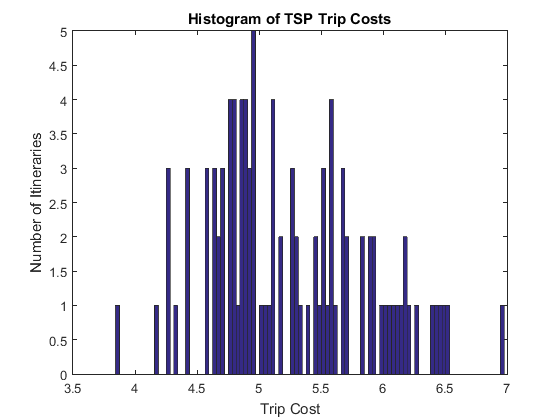 Histogram of TSP Trip Costs
5
4.5
4
3.5
3
2.5
2
1.5
1
0.5
0
Number of Itineraries
3.5 4 4.5 5 5.5 6 6.5 7
Trip Cost